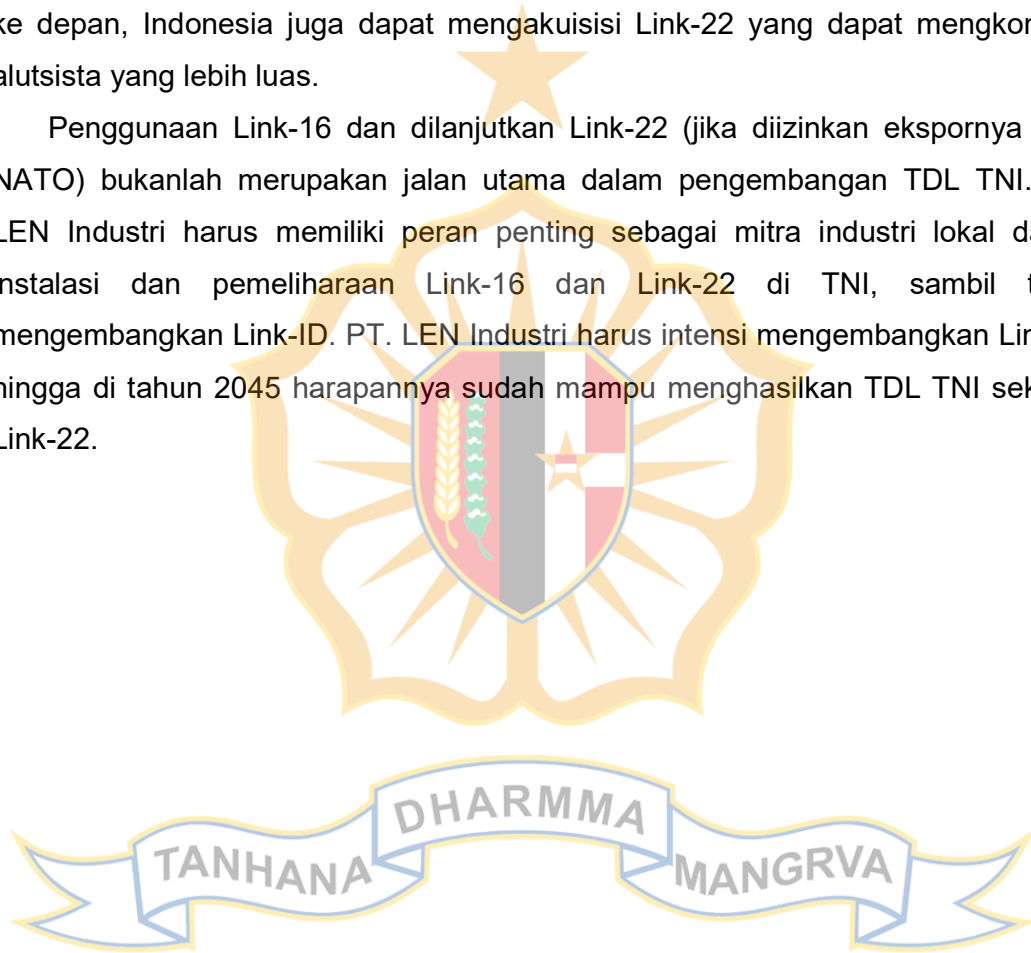 ke depan, Indonesia juga dapat mengakuisisi Link-22 yang dapat
alutsista yang lebih luas.
Penggunaan Link-16 dan dilanjutkan Link-22 (jika diizinkan ekspornya
NATO) bukanlah merupakan jalan utama dalam pengembangan TDL TNI.
LEN Industri harus memiliki peran penting sebagai mitra industri lokal
instalasi dan pemeliharaan Link-16 dan Link-22 di TNI, sambil
mengembangkan Link-ID. PT. LEN Industri harus intensi mengembangkan
hingga di tahun 2045 harapannya sudah mampu menghasilkan TDL TNI
Link-22.
DHARMMA
TANHANA MANGRVA